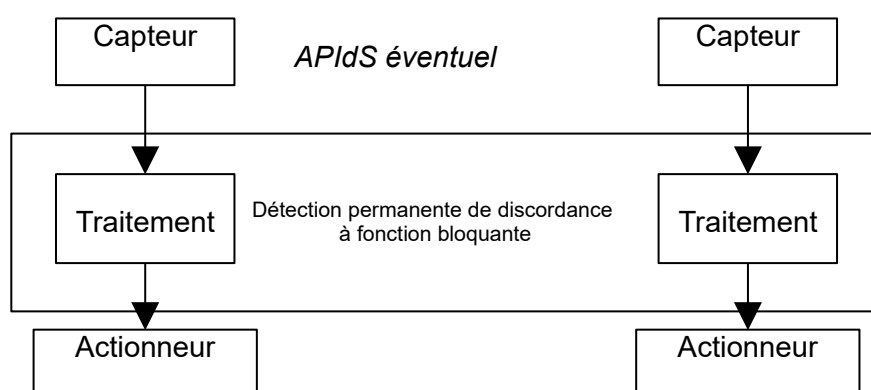 Capteur
APIdS éventuel
Capteur
Traitement
Détection permanente de discordance
à fonction bloquante
Traitement
Actionneur
Actionneur